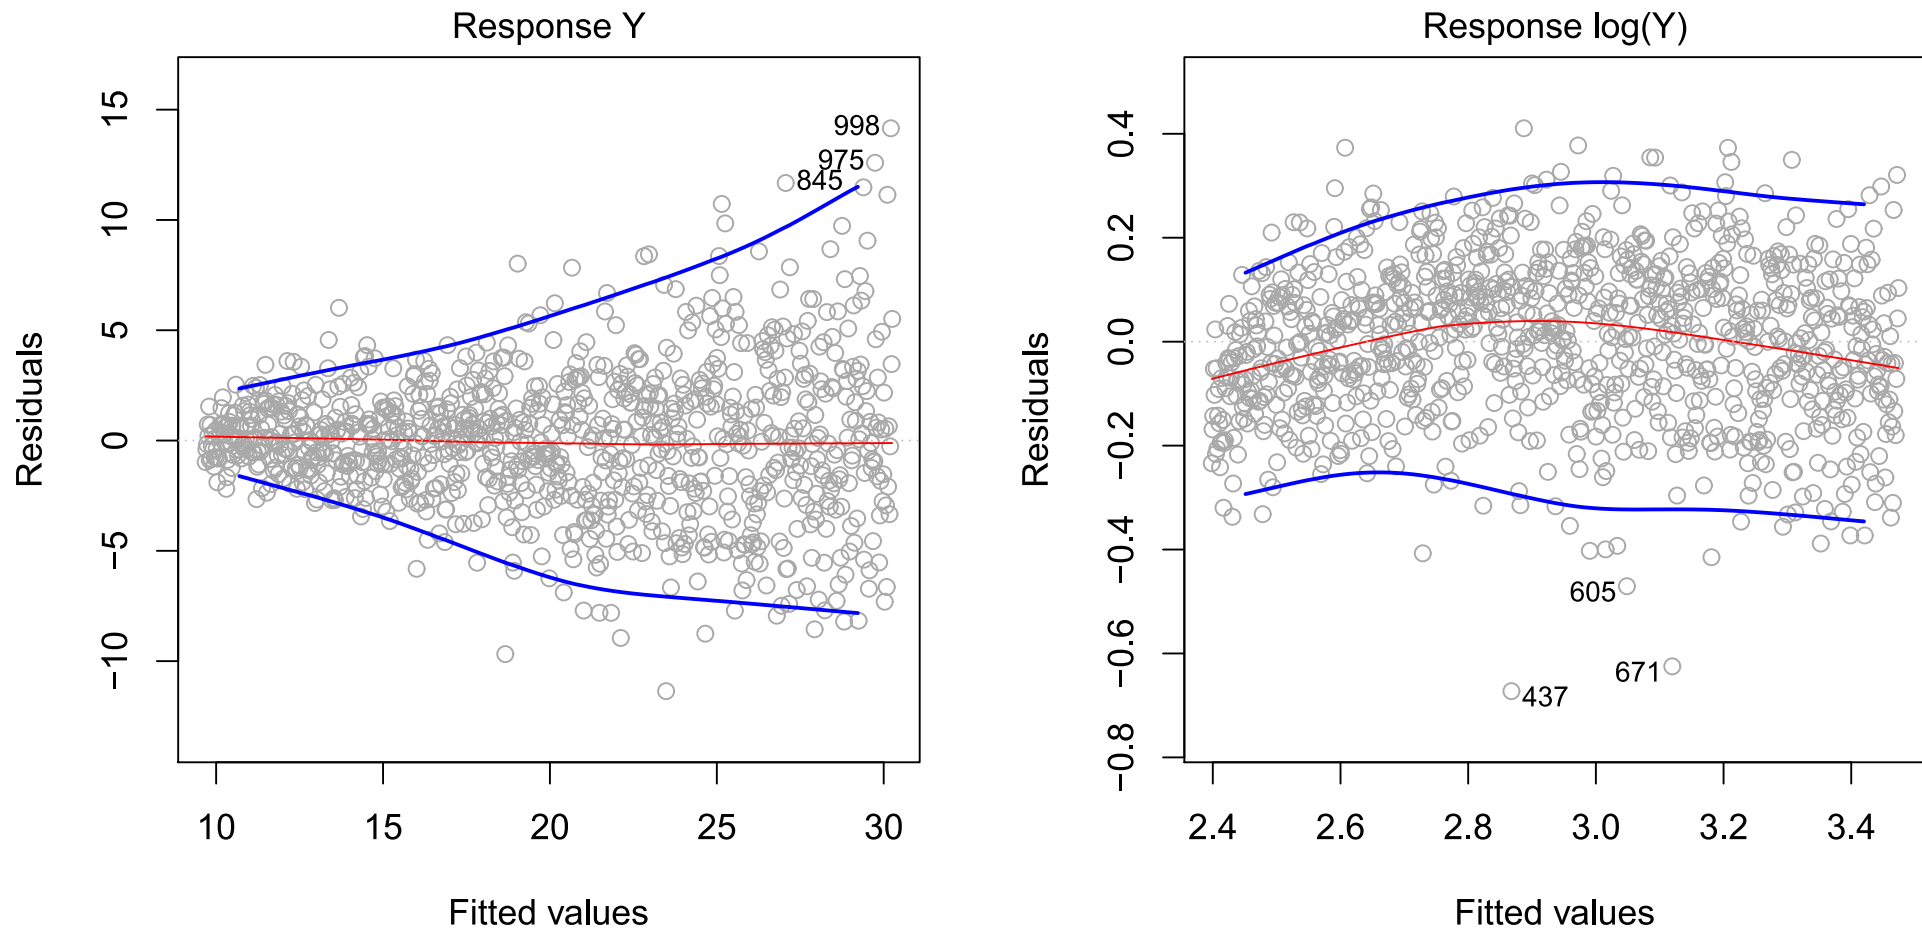 Response Y
Residuals
15
10
5
0
−5
−10
998
975
845
10 15 20 25 30
Fitted values
Response log(Y)
Residuals
0.4
0.2
0.0
−0.2
−0.4
−0.6
−0.8
605
671
437
2.4 2.6 2.8 3.0 3.2 3.4
Fitted values